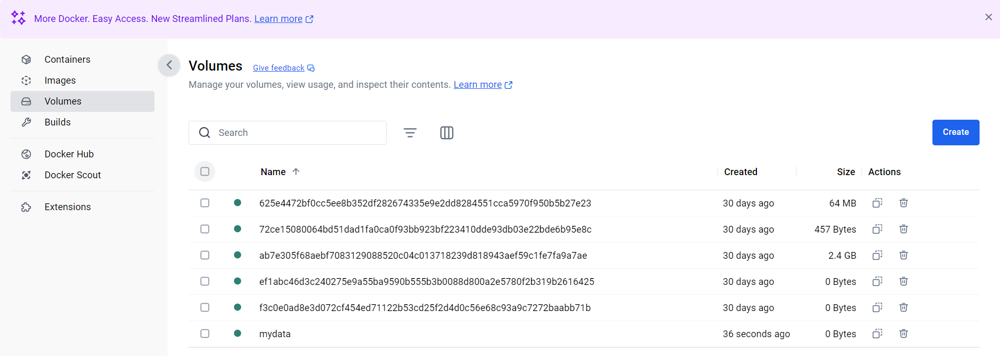 More Docker. Easy Access. New Streamlined Plans. Learn more
Containers
Images
Volumes
Builds
Docker Hub
Docker Scout
Extensions
Volumes Give feedback
Manage your volumes, view usage, and inspect their contents. Learn more
Search
Create
Name Created Size Actions
625e4472bf0cc5ee8b352df282674335e9e2dd8284551cca5970f950b5b27e23 30 days ago 64 MB
72ce15080064bd51dad1fa0ca0f93bb923bf223410dde93db03e22bde6b95e8c 30 days ago 457 Bytes
ab7e305f68aebf7083129088520c04c013718239d818943aef59c1fe7fa9a7ae 30 days ago 2.4 GB
ef1abc46d3c240275e9a55ba9590b555b3b0088d800a2e5780f2b319b2616425 30 days ago 0 Bytes
f3c0e0ad8e3d072cf454ed71122b53cd25f2d4d0c56e68c93a9c7272baabb71b 30 days ago 0 Bytes
mydata 36 seconds ago 0 Bytes